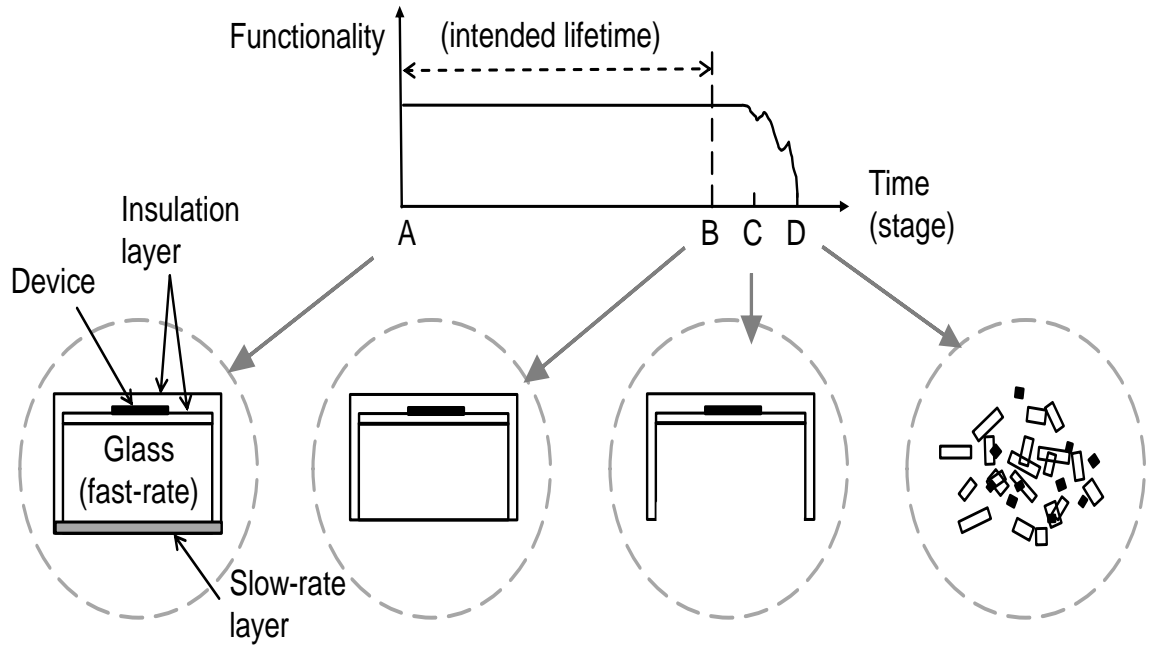 Functionality
(intended lifetime)
Time
(stage)
A
B
C
D
Insulation
layer
Device
Glass
(fast-rate)
Slow-rate
layer